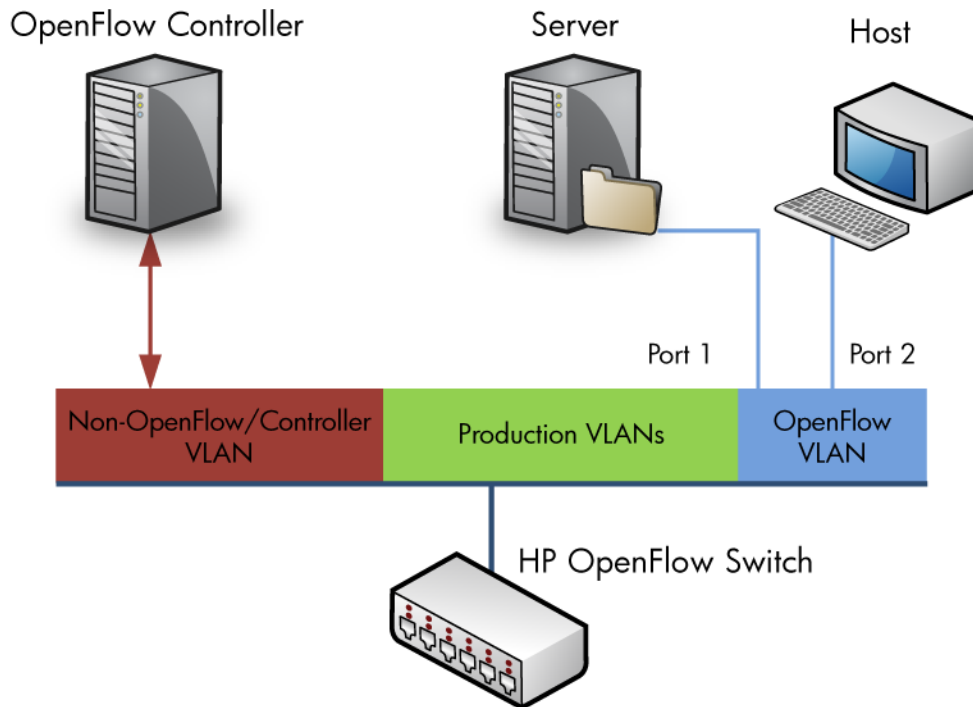 OpenFlow Controller
Server
Host
Port 1
Port 2
Non-OpenFlow/Controller
VLAN
Production VLANs
OpenFlow
VLAN
HP OpenFlow Switch